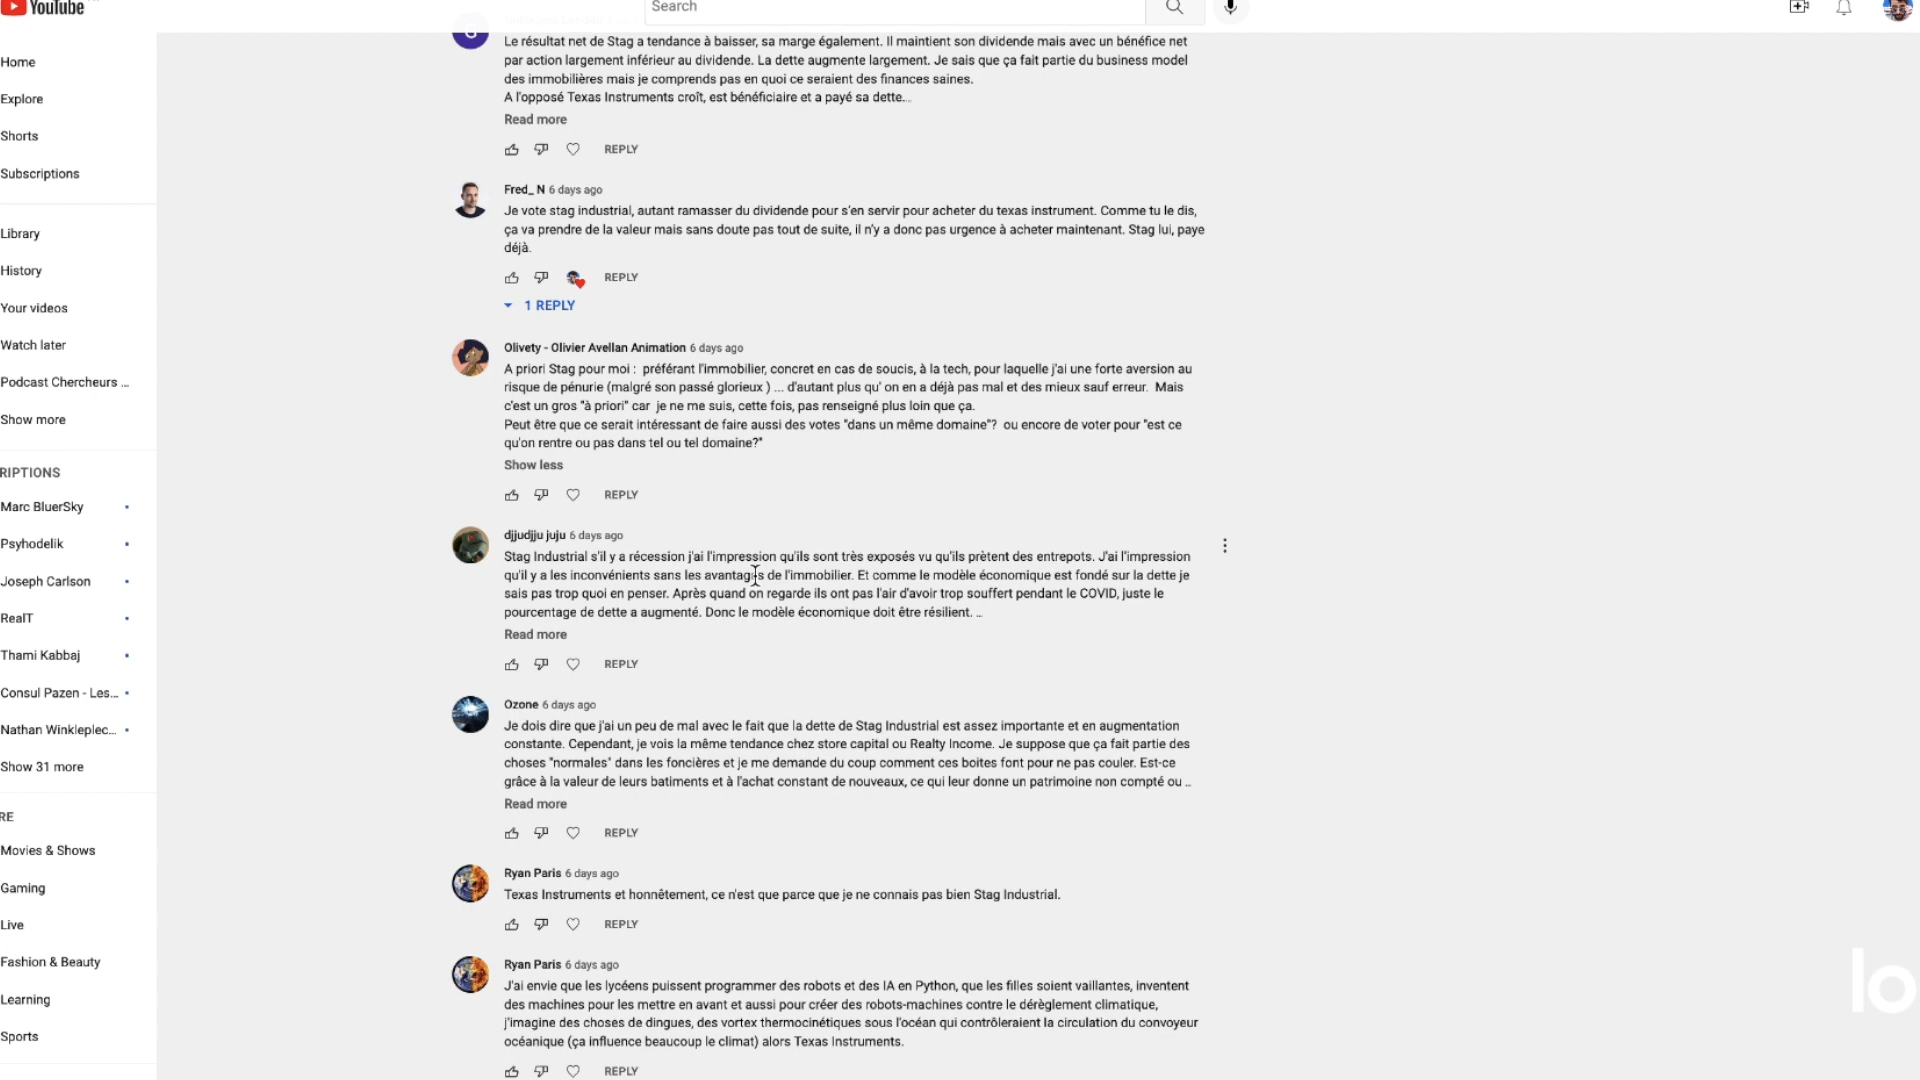 YouTube
Search
Home
Explore
Shorts
Subscriptions
Library
History
Your videos
Watch later
Podcast Chercheurs ...
Show more
RIPTIONS
Marc BluerSky
Psyhodelik
Joseph Carlson
RealT
Thami Kabbaj
Consul Pazen - Les...
Nathan Winkleplec...
Show 31 more
RE
Movies & Shows
Gaming
Live
Fashion & Beauty
Learning
Sports
Le résultat net de Stag a tendance à baisser, sa marge également. Il maintient son dividende mais avec un bénéfice net
par action largement inférieur au dividende. La dette augmente largement. Je sais que ça fait partie du business model
des immobilières mais je comprends pas en quoi ce seraient des finances saines.
A l'opposé Texas Instruments croît, est bénéficiaire et a payé sa dette....
Read more
REPLY
Fred_ N 6 days ago
Je vote stag industrial, autant ramasser du dividende pour s'en servir pour acheter du texas instrument. Comme tu le dis,
ça va prendre de la valeur mais sans doute pas tout de suite, il n'y a donc pas urgence à acheter maintenant. Stag lui, paye
déjà.
REPLY
1 REPLY
Olivety - Olivier Avellan Animation 6 days ago
A priori Stag pour moi : préférant l'immobilier, concret en cas de soucis, à la tech, pour laquelle j'ai une forte aversion au
risque de pénurie (malgré son passé glorieux ) ... d'autant plus qu' on en a déjà pas mal et des mieux sauf erreur. Mais
c'est un gros "à priori" car je ne me suis, cette fois, pas renseigné plus loin que ça.
Peut être que ce serait intéressant de faire aussi des votes "dans un même domaine"? ou encore de voter pour "est ce
qu'on rentre ou pas dans tel ou tel domaine?"
Show less
REPLY
djjudjju juju 6 days ago
Stag Industrial s'il y a récession j'ai l'impression qu'ils sont très exposés vu qu'ils prètent des entrepots. J'ai l'impression
qu'il y a les inconvénients sans les avantages de l'immobilier. Et comme le modèle économique est fondé sur la dette je
sais pas trop quoi en penser. Après quand on regarde ils ont pas l'air d'avoir trop souffert pendant le COVID, juste le
pourcentage de dette a augmenté. Donc le modèle économique doit être résilient. ...
Read more
REPLY
Ozone 6 days ago
Je dois dire que j'ai un peu de mal avec le fait que la dette de Stag Industrial est assez importante et en augmentation
constante. Cependant, je vois la même tendance chez store capital ou Realty Income. Je suppose que ça fait partie des
choses "normales" dans les foncières et je me demande du coup comment ces boites font pour ne pas couler. Est-ce
grâce à la valeur de leurs batiments et à l'achat constant de nouveaux, ce qui leur donne un patrimoine non compté ou ...
Read more
REPLY
Ryan Paris 6 days ago
Texas Instruments et honnêtement, ce n'est que parce que je ne connais pas bien Stag Industrial.
REPLY
Ryan Paris 6 days ago
J'ai envie que les lycéens puissent programmer des robots et des IA en Python, que les filles soient vaillantes, inventent
des machines pour les mettre en avant et aussi pour créer des robots-machines contre le dérèglement climatique,
j'imagine des choses de dingues, des vortex thermocinétiques sous l'océan qui contrôleraient la circulation du convoyeur
océanique (ça influence beaucoup le climat) alors Texas Instruments.
REPLY
lo